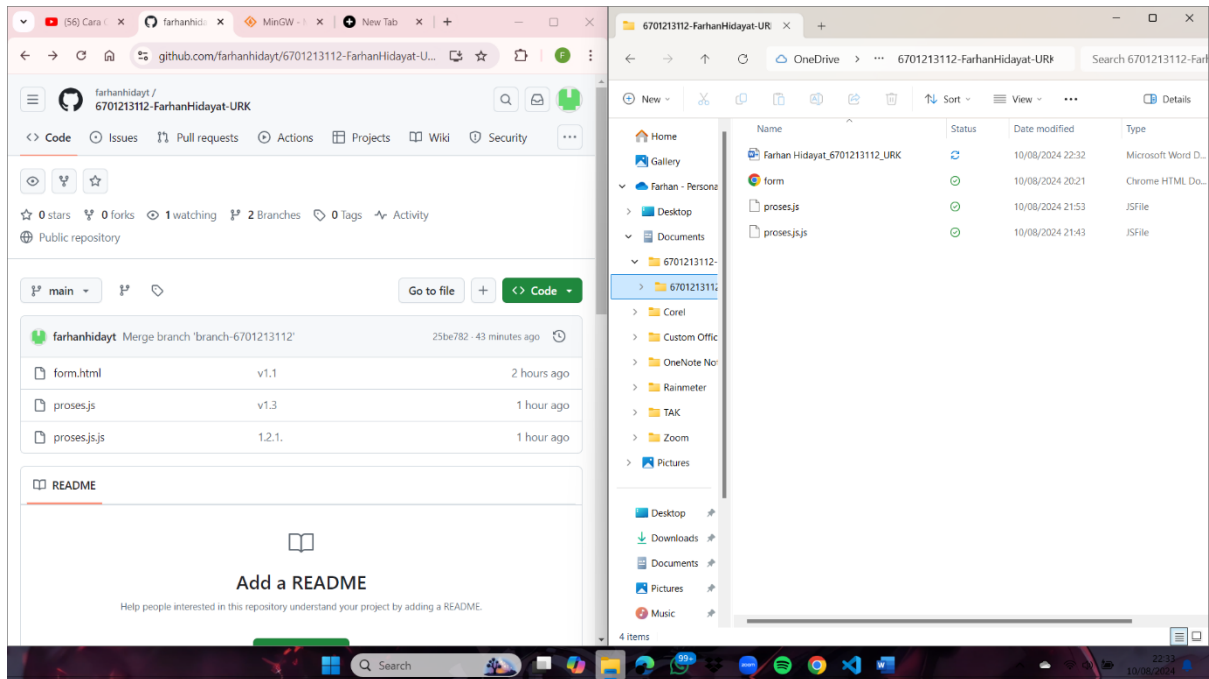 (56) Cara C
farhanhida
MinGW - M
New Tab
github.com/farhanhidayt/6701213112-FarhanHidayat-U...
F
farhanhidayt /
6701213112-FarhanHidayat-URK
Code Issues Pull requests Actions Projects Wiki Security
0 stars 0 forks 1 watching 2 Branches 0 Tags Activity
Public repository
main Go to file Code
farhanhidayt Merge branch 'branch-6701213112' 25be782 · 43 minutes ago
form.html v1.1 2 hours ago
proses.js v1.3 1 hour ago
proses.js.js 1.2.1. 1 hour ago
README
Add a README
Help people interested in this repository understand your project by adding a README.
6701213112-FarhanHidayat-UR
OneDrive > ... 6701213112-FarhanHidayat-URK
Search 6701213112-Farh
New Sort View ... Details
Home
Gallery
Farhan - Persona
Desktop
Documents
6701213112-
6701213112
Corel
Custom Offic
OneNote Not
Rainmeter
TAK
Zoom
Pictures
Desktop
Downloads
Documents
Pictures
Music
Name Status Date modified Type
Farhan Hidayat_6701213112_URK 10/08/2024 22:32 Microsoft Word D...
form 10/08/2024 20:21 Chrome HTML Do...
proses.js 10/08/2024 21:53 JSFile
proses.js.js 10/08/2024 21:43 JSFile
4 items
Search
99+
zoom
22:33
10/08/2024